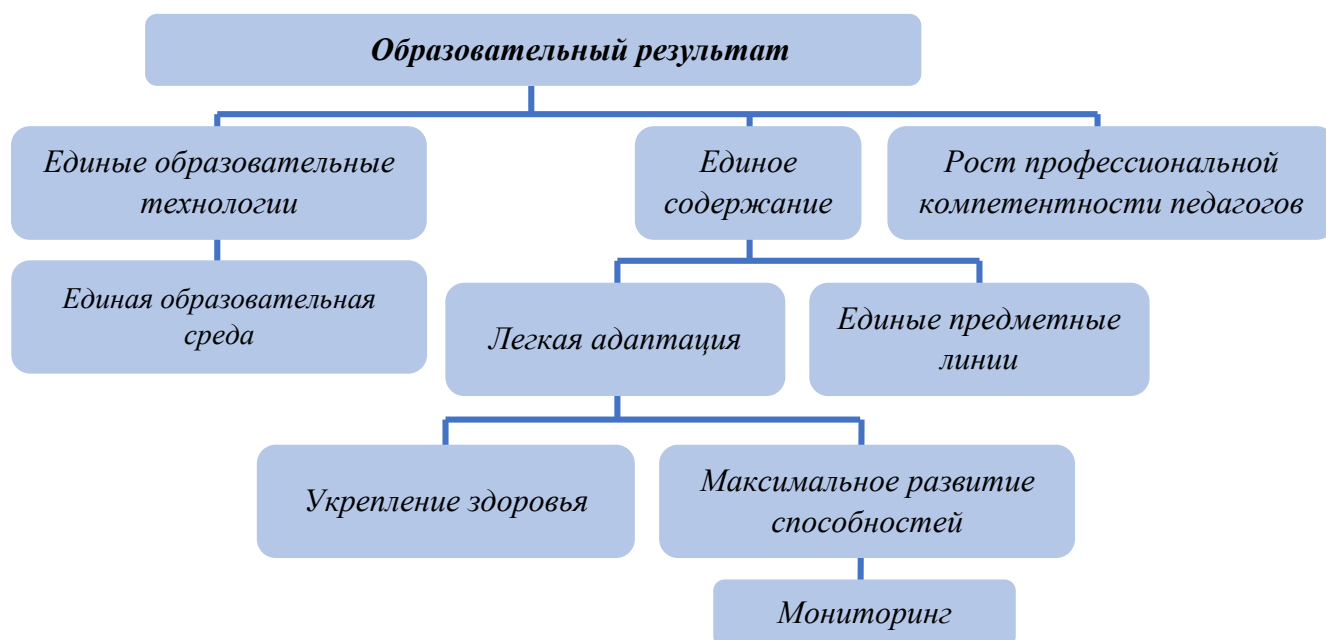 Образовательный результат
Единые образовательные
технологии
Единое
содержание
Рост профессиональной
компетентности педагогов
Единая образовательная
среда
Легкая адаптация
Единые предметные
линии
Укрепление здоровья
Максимальное развитие
способностей
Мониторинг